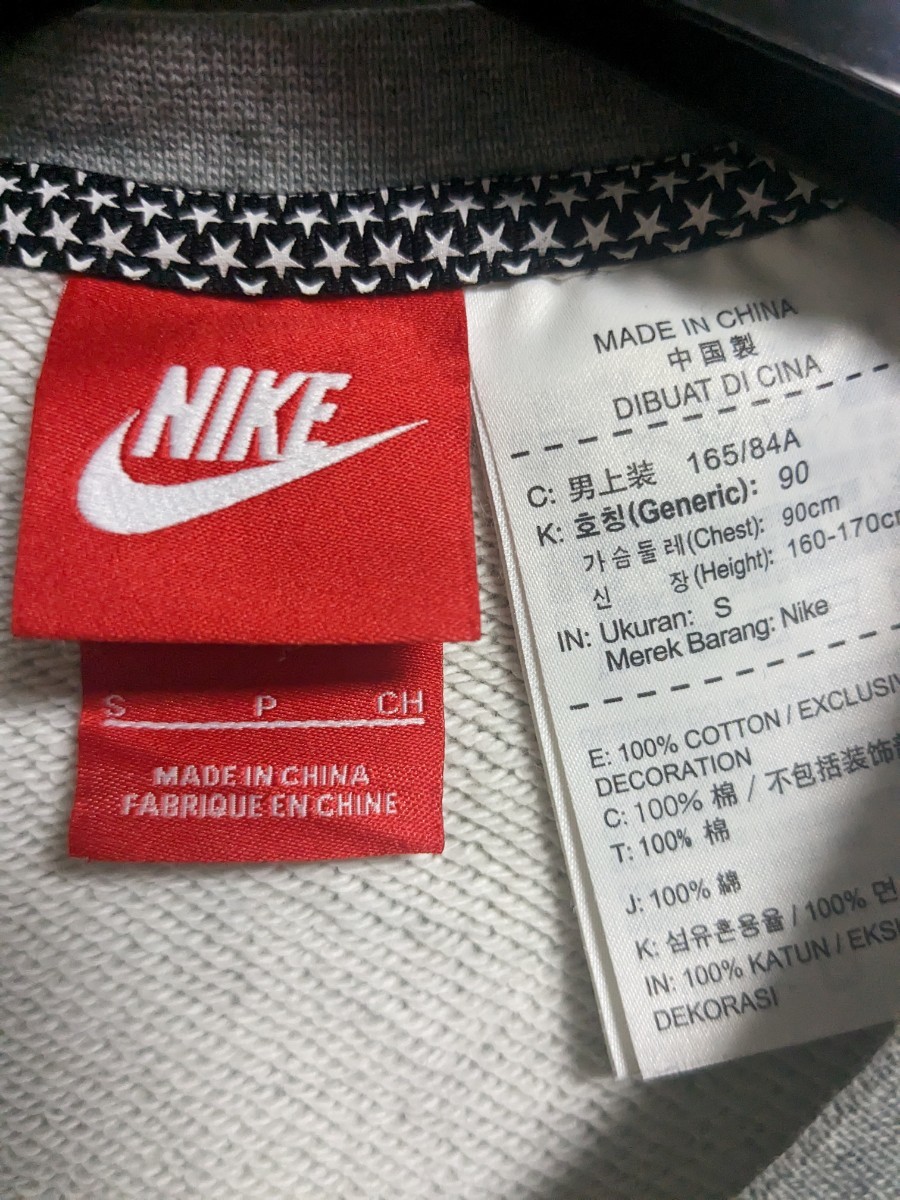 NIKE
S P CH
MADE IN CHINA
FABRIQUE EN CHINE
MADE IN CHINA
中国製
DIBUAT DI CINA
C: 男上装 165/84A
K: 호칭(Generic): 90
가슴둘레(Chest): 90cm
신 장(Height): 160-170cm
IN: Ukuran: S
Merek Barang: Nike
E: 100% COTTON / EXCLUSIV
DECORATION
C: 100% 棉 / 不包括装饰部
T: 100% 棉
J: 100% 綿
K: 섬유혼용율 / 100% 면
IN: 100% KATUN / EKSK
DEKORASI